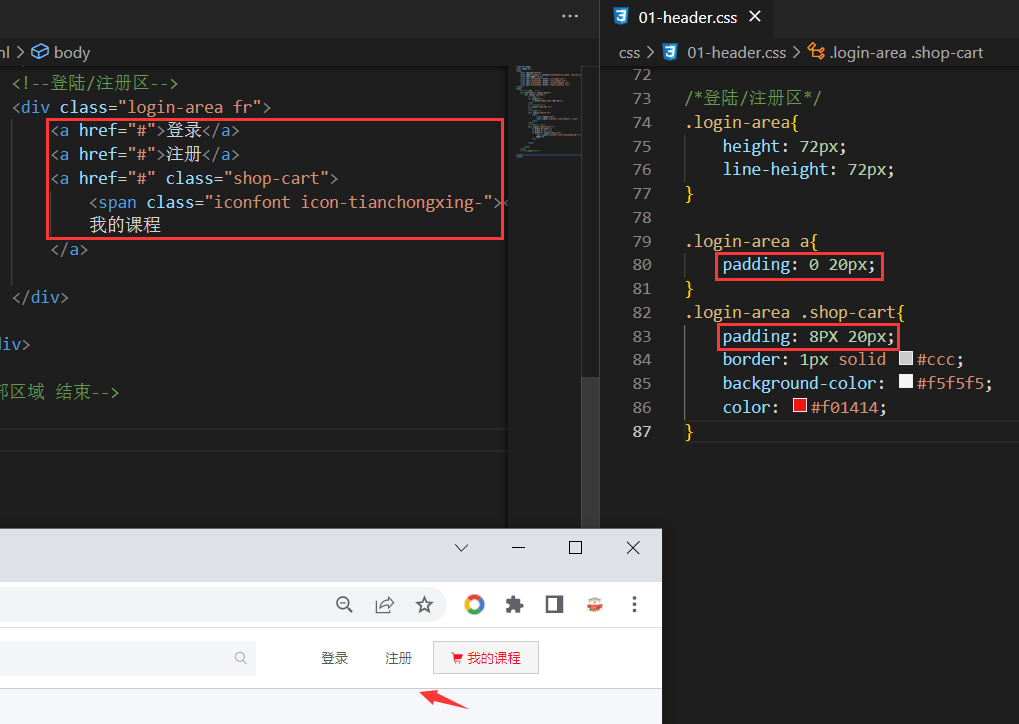 01-header.css
ml > body
css > 01-header.css > .login-area .shop-cart
<!--登陆/注册区-->
<div class="login-area fr">
<a href="#">登录</a>
<a href="#">注册</a>
<a href="#" class="shop-cart">
<span class="iconfont icon-tianchongxing-"><
我的课程
</a>
</div>
div>
部区域 结束-->
72
73 /*登陆/注册区*/
74 .login-area{
75 height: 72px;
76 line-height: 72px;
77 }
78
79 .login-area a{
80 padding: 0 20px;
81 }
82 .login-area .shop-cart{
83 padding: 8PX 20px;
84 border: 1px solid #ccc;
85 background-color: #f5f5f5;
86 color: #f01414;
87 }
登录 注册 我的课程